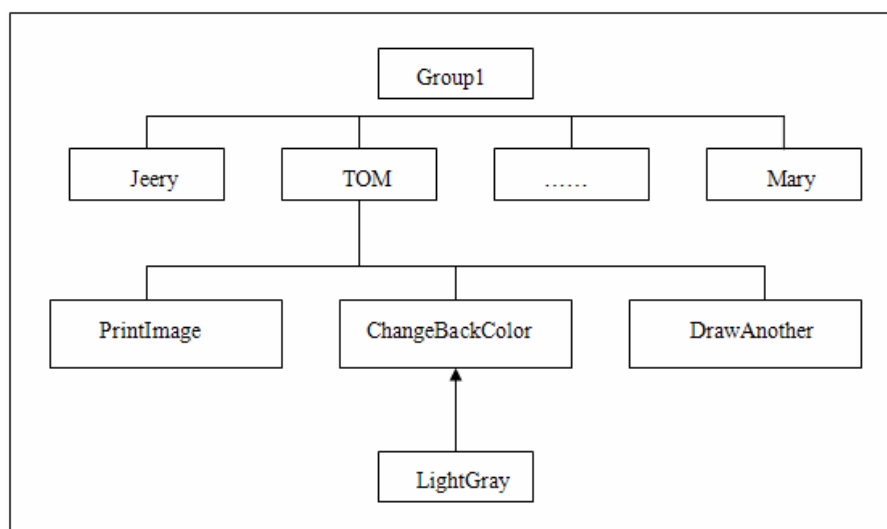 Group1
Jeery TOM …… Mary
PrintImage ChangeBackColor DrawAnother
LightGray